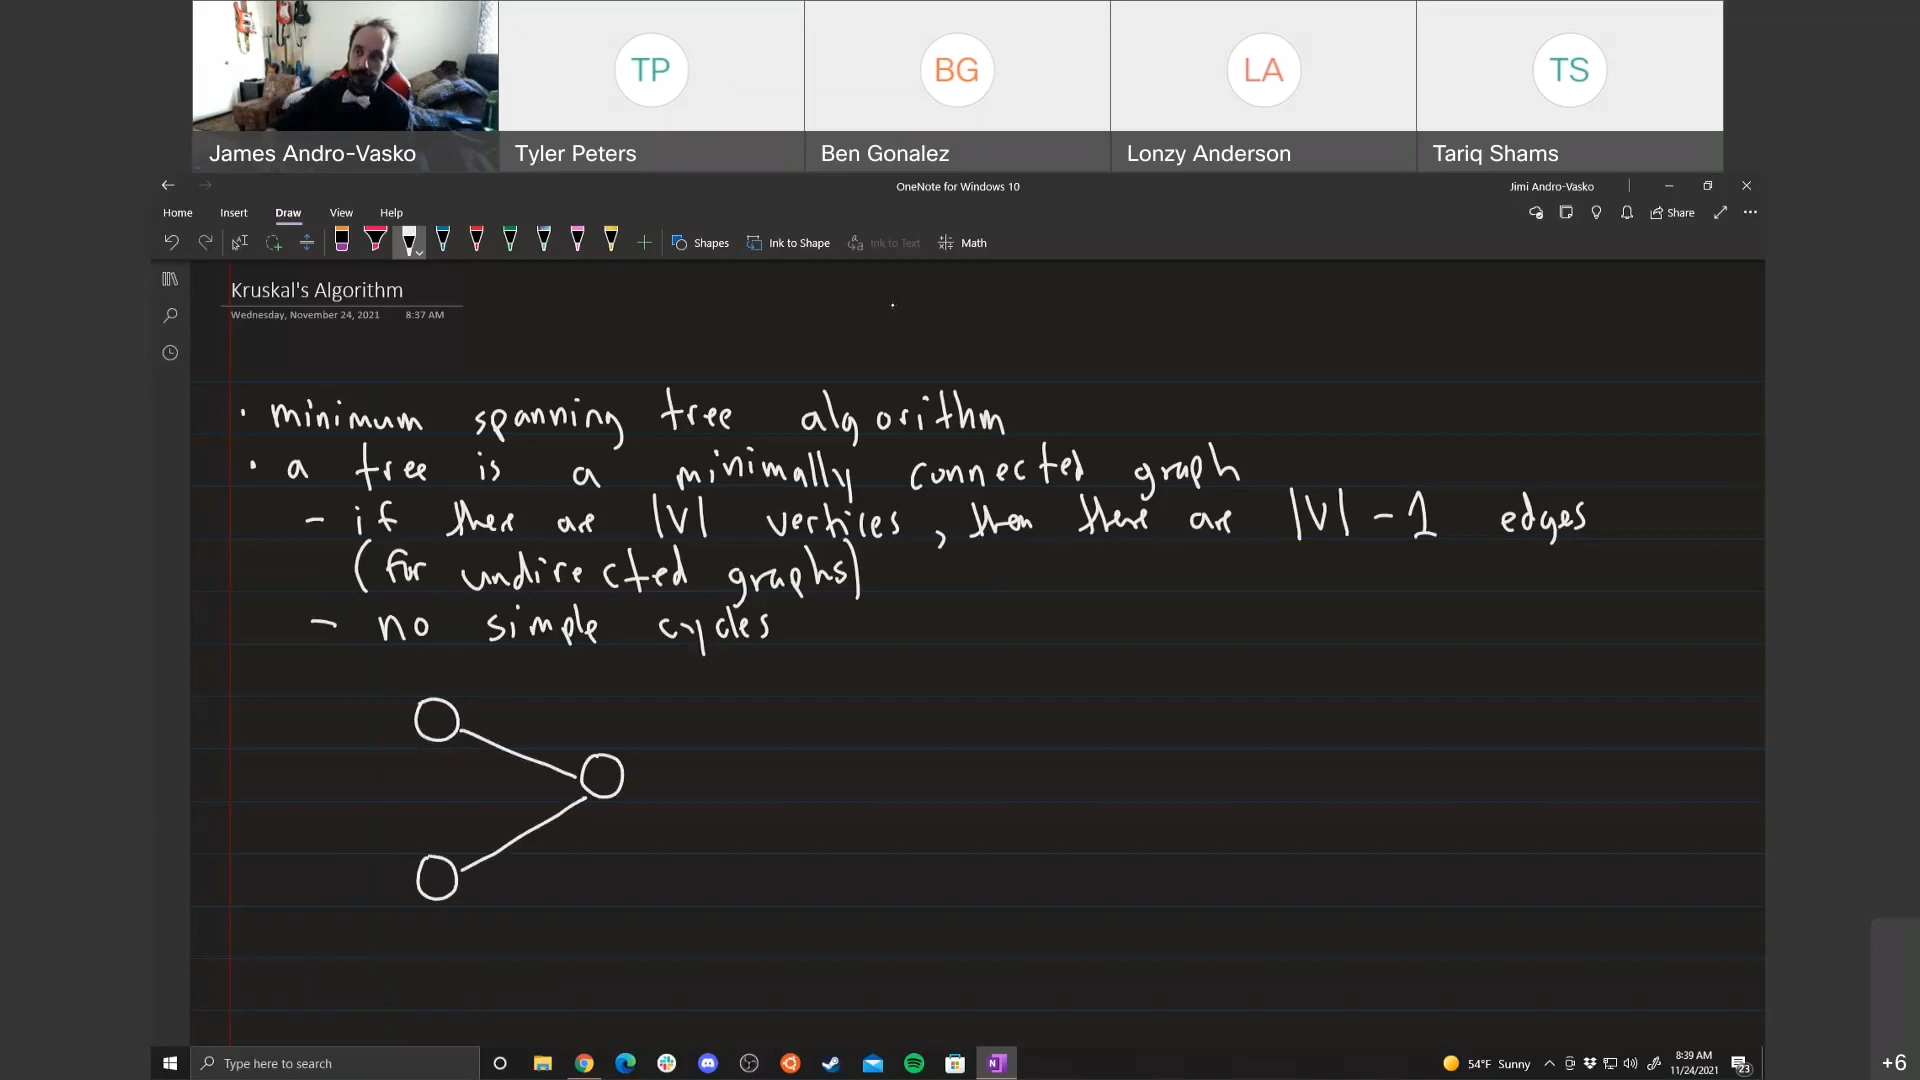 TP
BG
LA
TS
James Andro-Vasko
Tyler Peters
Ben Gonalez
Lonzy Anderson
Tariq Shams
OneNote for Windows 10
Jimi Andro-Vasko
Home Insert Draw View Help
Share
Shapes Ink to Shape Ink to Text Math
Kruskal's Algorithm
Wednesday, November 24, 2021 8:37 AM
• minimum spanning tree algorithm
• a tree is a minimally connected graph
- if there are |V| vertices, then there are |V| - 1 edges
(for undirected graphs)
- no simple cycles
Type here to search
54°F Sunny
8:39 AM
11/24/2021
23
+6